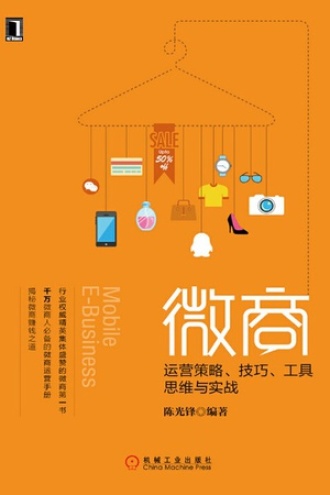 SALE
Up to
50%
off
微商
运营策略、技巧、工具
思维与实战
陈光锋◎编著
Mobile
E-Business
行业权威精英集体盛赞的微商第一书
千万微商人必备的微商运营手册
揭秘微商赚钱之道
机械工业出版社
China Machine Press